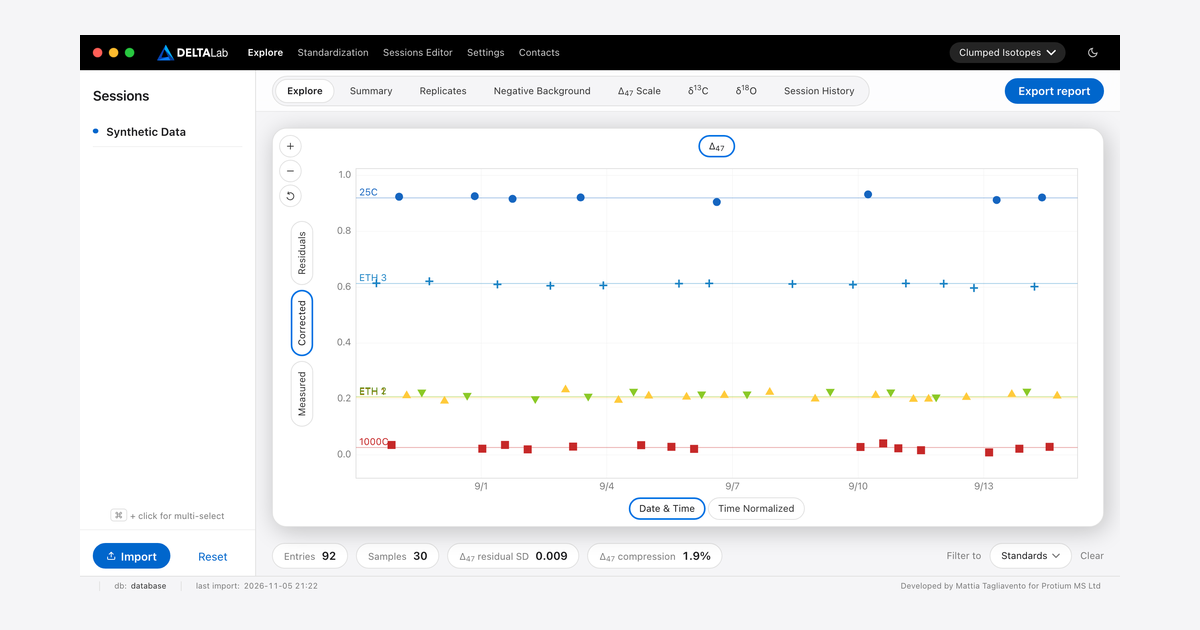 DELTALab Explore Standardization Sessions Editor Settings Contacts Clumped Isotopes
Sessions
Synthetic Data
Explore Summary Replicates Negative Background Δ47 Scale δ13C δ18O Session History Export report
+
−
Δ47
Residuals
Corrected
Measured
1.0
25C
0.8
ETH 3
0.6
0.4
0.2
1000C
0.0
9/1 9/4 9/7 9/10 9/13
Date & Time Time Normalized
⌘ + click for multi-select
Import Reset
Entries 92 Samples 30 Δ47 residual SD 0.009 Δ47 compression 1.9% Filter to Standards Clear
db: database last import: 2026-11-05 21:22 Developed by Mattia Tagliavento for Protium MS Ltd